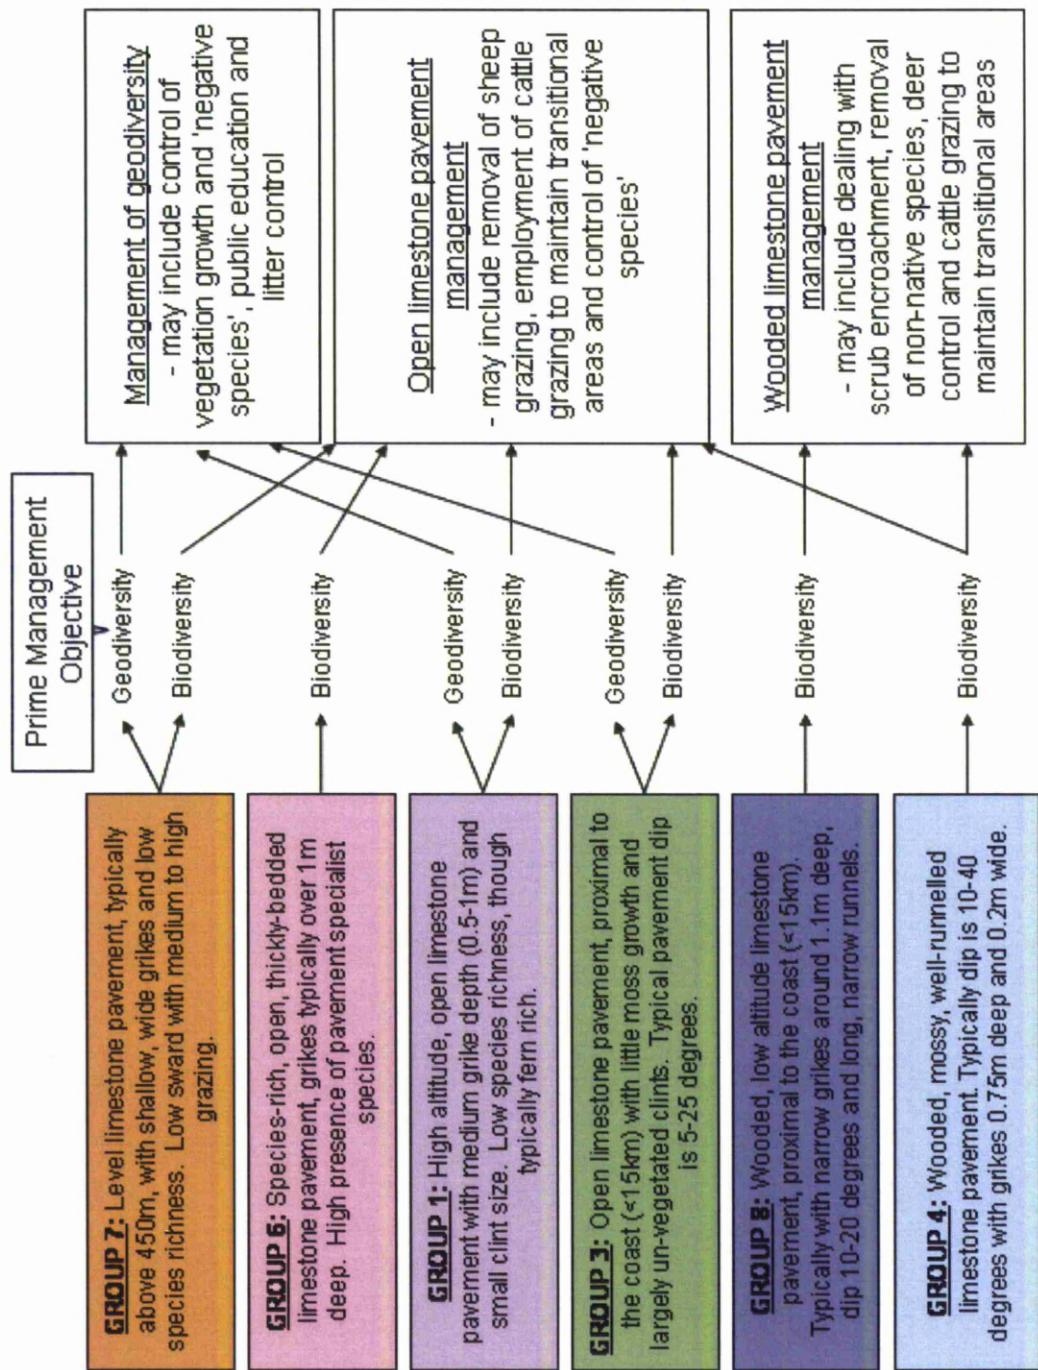 Prime Management
Objective
GROUP 7: Level limestone pavement, typically
above 450m, with shallow, wide grikes and low
species richness. Low sward with medium to high
grazing.
GROUP 6: Species-rich, open, thickly-bedded
limestone pavement, grikes typically over 1m
deep. High presence of pavement specialist
species.
GROUP 1: High altitude, open limestone
pavement with medium grike depth (0.5-1m) and
small clint size. Low species richness, though
typically fern rich.
GROUP 3: Open limestone pavement, proximal to
the coast (<15km) with little moss growth and
largely un-vegetated clints. Typical pavement dip
is 5-25 degrees.
GROUP 8: Wooded, low altitude limestone
pavement, proximal to the coast (<15km).
Typically with narrow grikes around 1.1m deep,
dip 10-20 degrees and long, narrow runnels.
GROUP 4: Wooded, mossy, well-runnelled
limestone pavement. Typically dip is 10-40
degrees with grikes 0.75m deep and 0.2m wide.
Geodiversity
Biodiversity
Biodiversity
Geodiversity
Biodiversity
Geodiversity
Biodiversity
Biodiversity
Biodiversity
Management of geodiversity
- may include control of
vegetation growth and 'negative
species', public education and
litter control
Open limestone pavement
management
- may include removal of sheep
grazing, employment of cattle
grazing to maintain transitional
areas and control of 'negative
species'
Wooded limestone pavement
management
- may include dealing with
scrub encroachment, removal
of non-native species, deer
control and cattle grazing to
maintain transitional areas